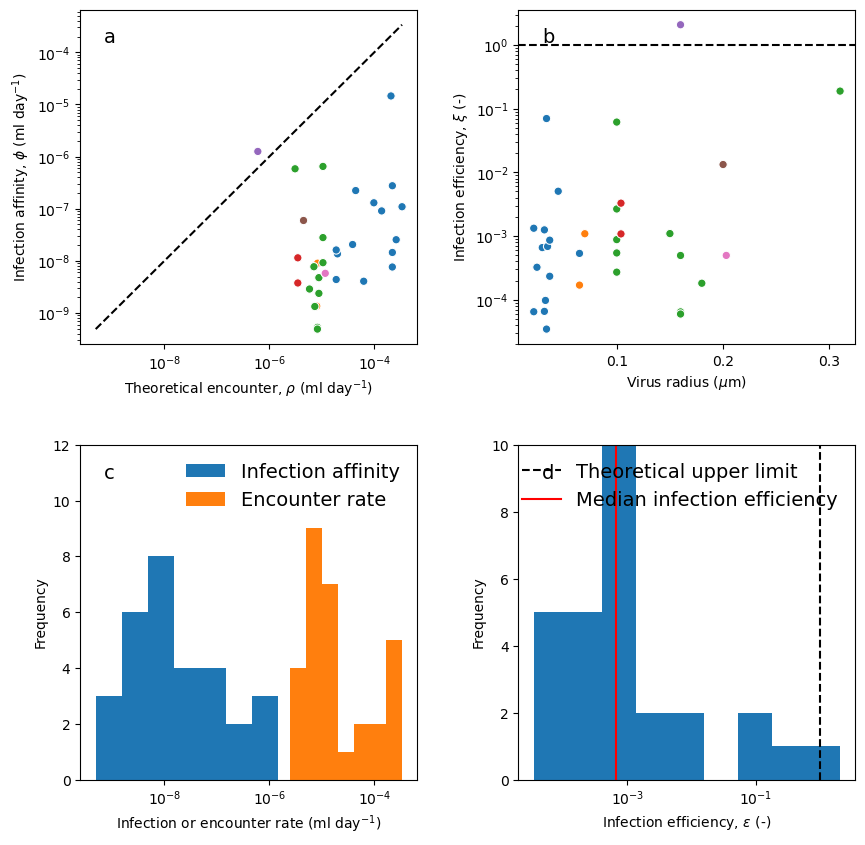 a
10⁻⁴
10⁻⁵
10⁻⁶
10⁻⁷
10⁻⁸
10⁻⁹
Infection affinity, ϕ (ml day⁻¹)
10⁻⁸ 10⁻⁶ 10⁻⁴
Theoretical encounter, ρ (ml day⁻¹)
b
10⁰
10⁻¹
10⁻²
10⁻³
10⁻⁴
Infection efficiency, ξ (-)
0.1 0.2 0.3
Virus radius (μm)
c
Infection affinity
Encounter rate
12
10
8
6
4
2
0
Frequency
10⁻⁸ 10⁻⁶ 10⁻⁴
Infection or encounter rate (ml day⁻¹)
d
Theoretical upper limit
Median infection efficiency
10
8
6
4
2
0
Frequency
10⁻³ 10⁻¹
Infection efficiency, ε (-)